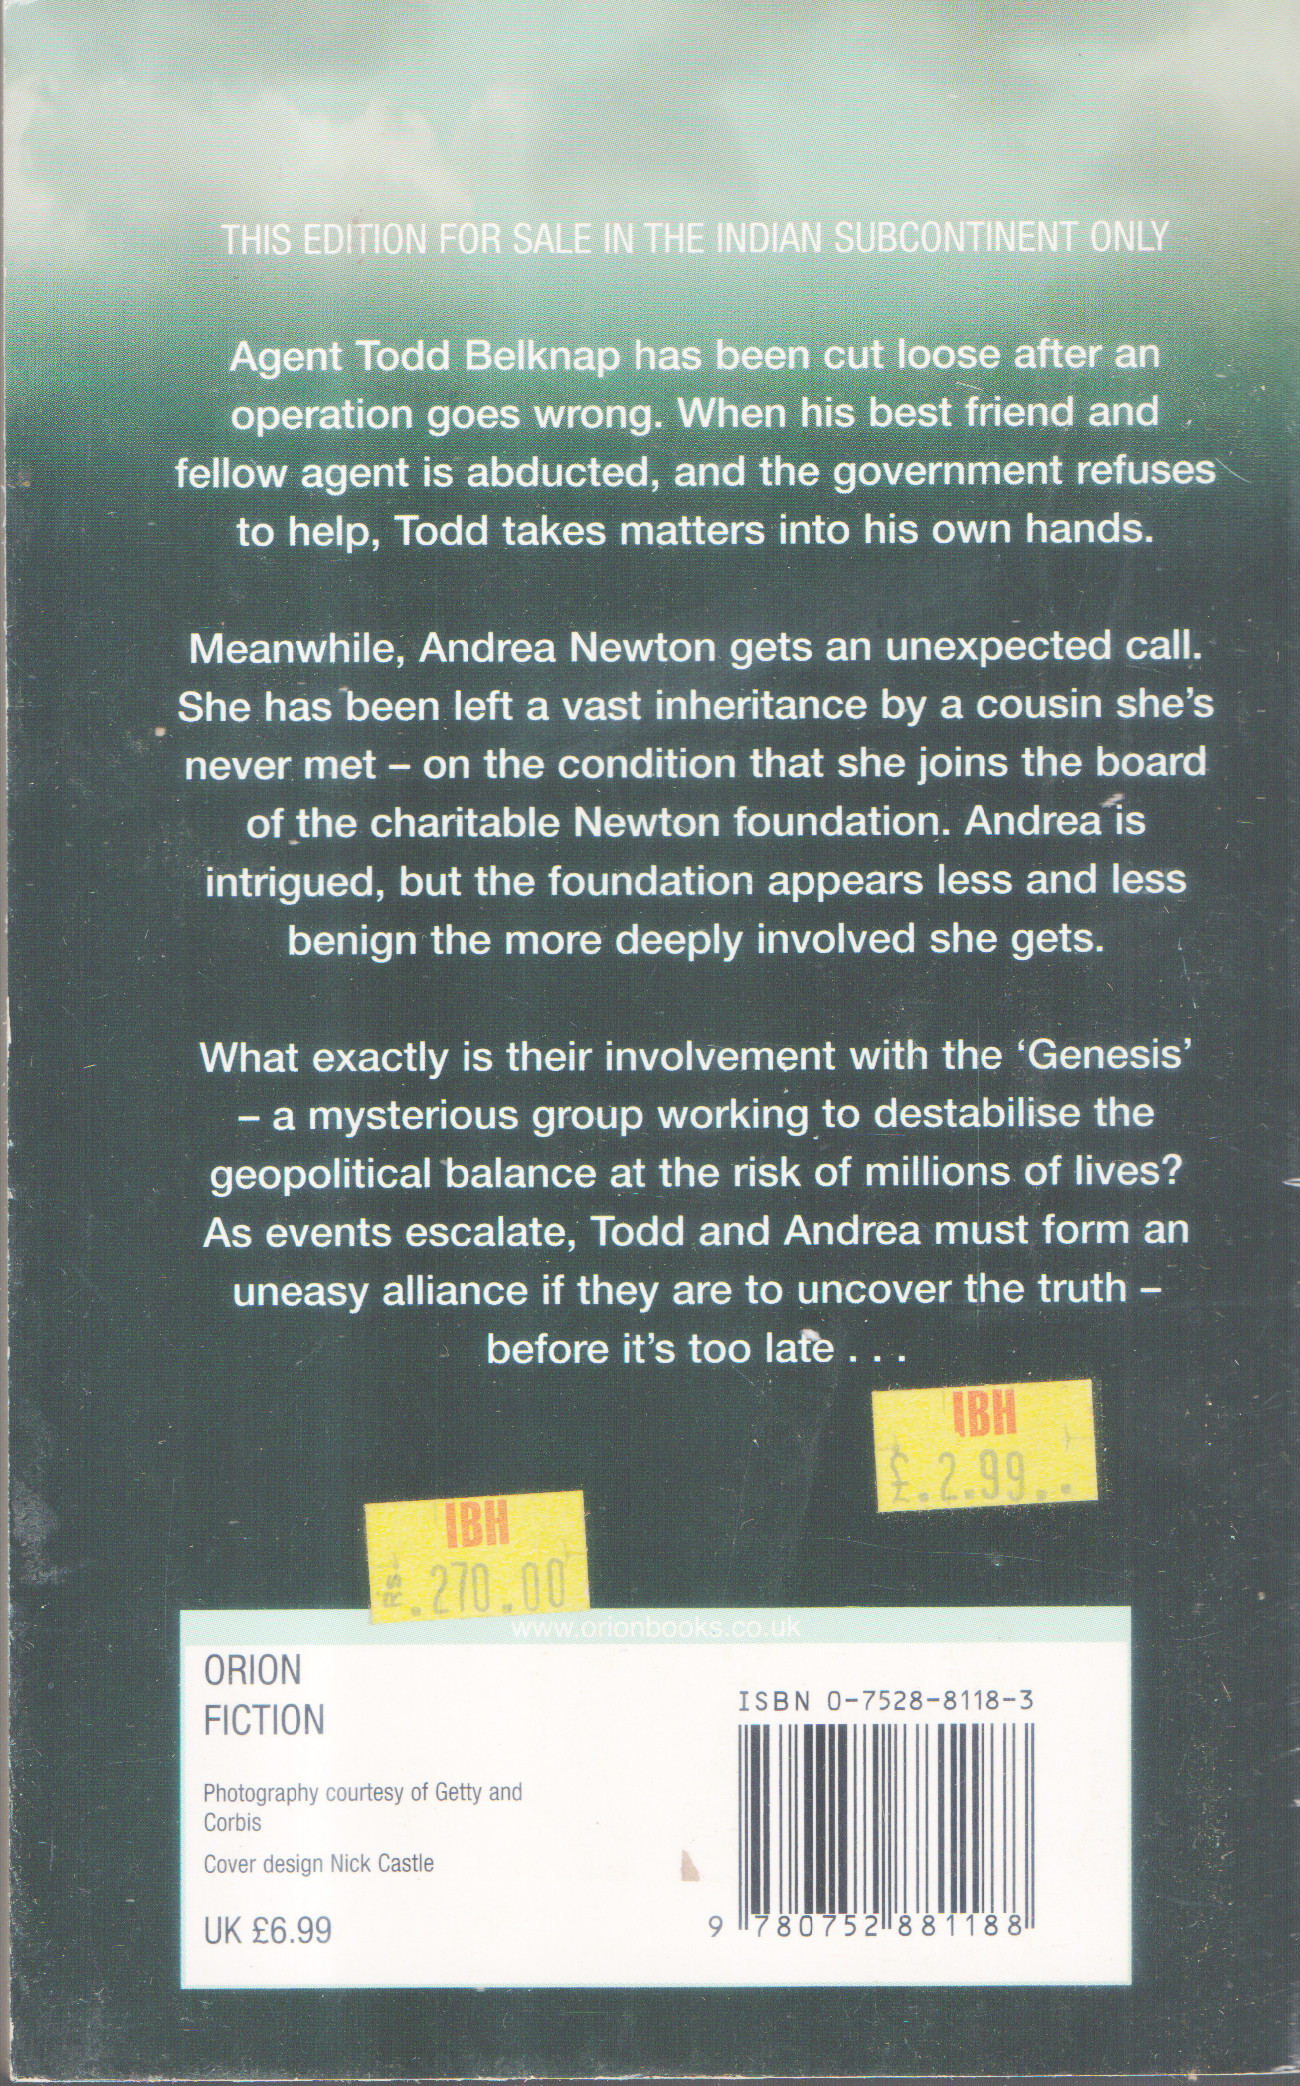 THIS EDITION FOR SALE IN THE INDIAN SUBCONTINENT ONLY
Agent Todd Belknap has been cut loose after an
operation goes wrong. When his best friend and
fellow agent is abducted, and the government refuses
to help, Todd takes matters into his own hands.
Meanwhile, Andrea Newton gets an unexpected call.
She has been left a vast inheritance by a cousin she's
never met – on the condition that she joins the board
of the charitable Newton foundation. Andrea is
intrigued, but the foundation appears less and less
benign the more deeply involved she gets.
What exactly is their involvement with the ‘Genesis’
– a mysterious group working to destabilise the
geopolitical balance at the risk of millions of lives?
As events escalate, Todd and Andrea must form an
uneasy alliance if they are to uncover the truth –
before it's too late . . .
IBH
£.2.99..
IBH
Rs.270.00
www.orionbooks.co.uk
ORION
FICTION
Photography courtesy of Getty and
Corbis
Cover design Nick Castle
UK £6.99
ISBN 0-7528-8118-3
9 780752 881188